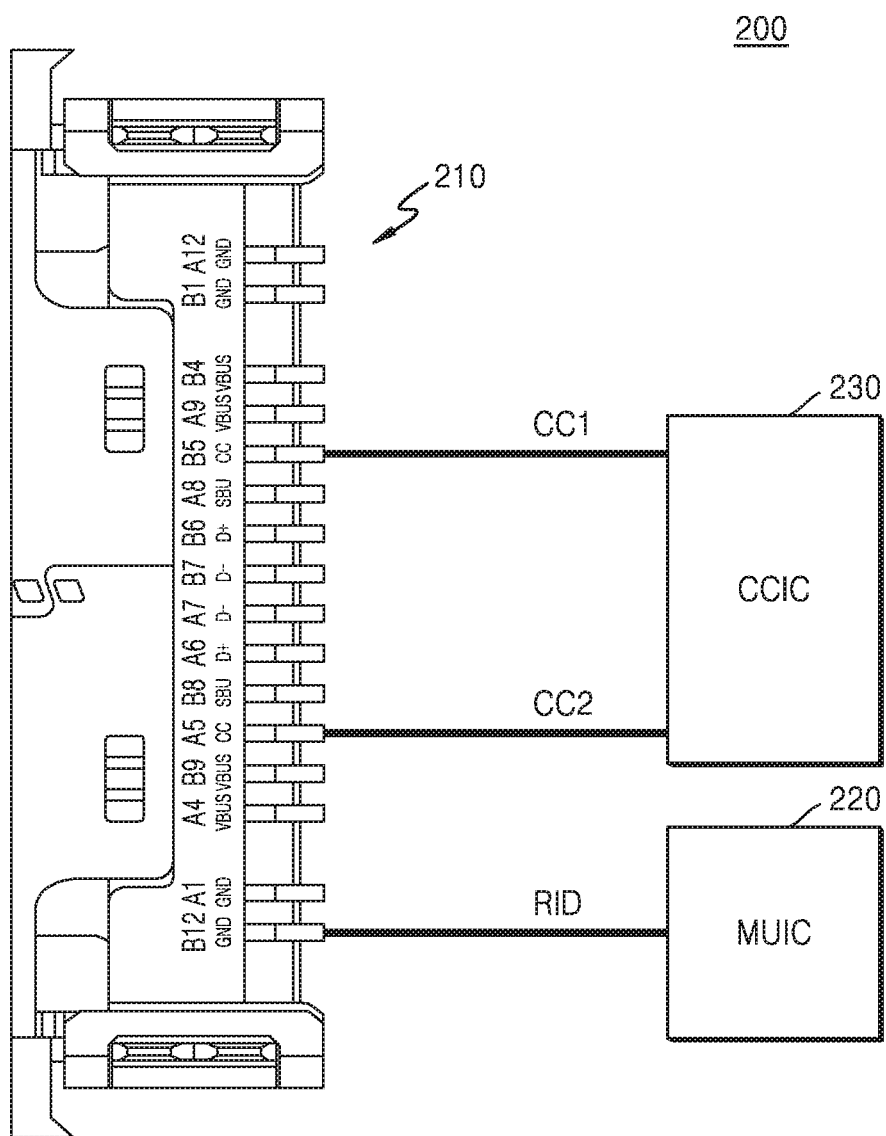 200
210
A12 GND
B1 GND
B4 VBUS
A9 VBUS
B5 CC
A8 SBU
B6 D+
B7 D-
A7 D-
A6 D+
B8 SBU
A5 CC
B9 VBUS
A4 VBUS
A1 GND
B12 GND
CC1
CC2
RID
230
CCIC
220
MUIC